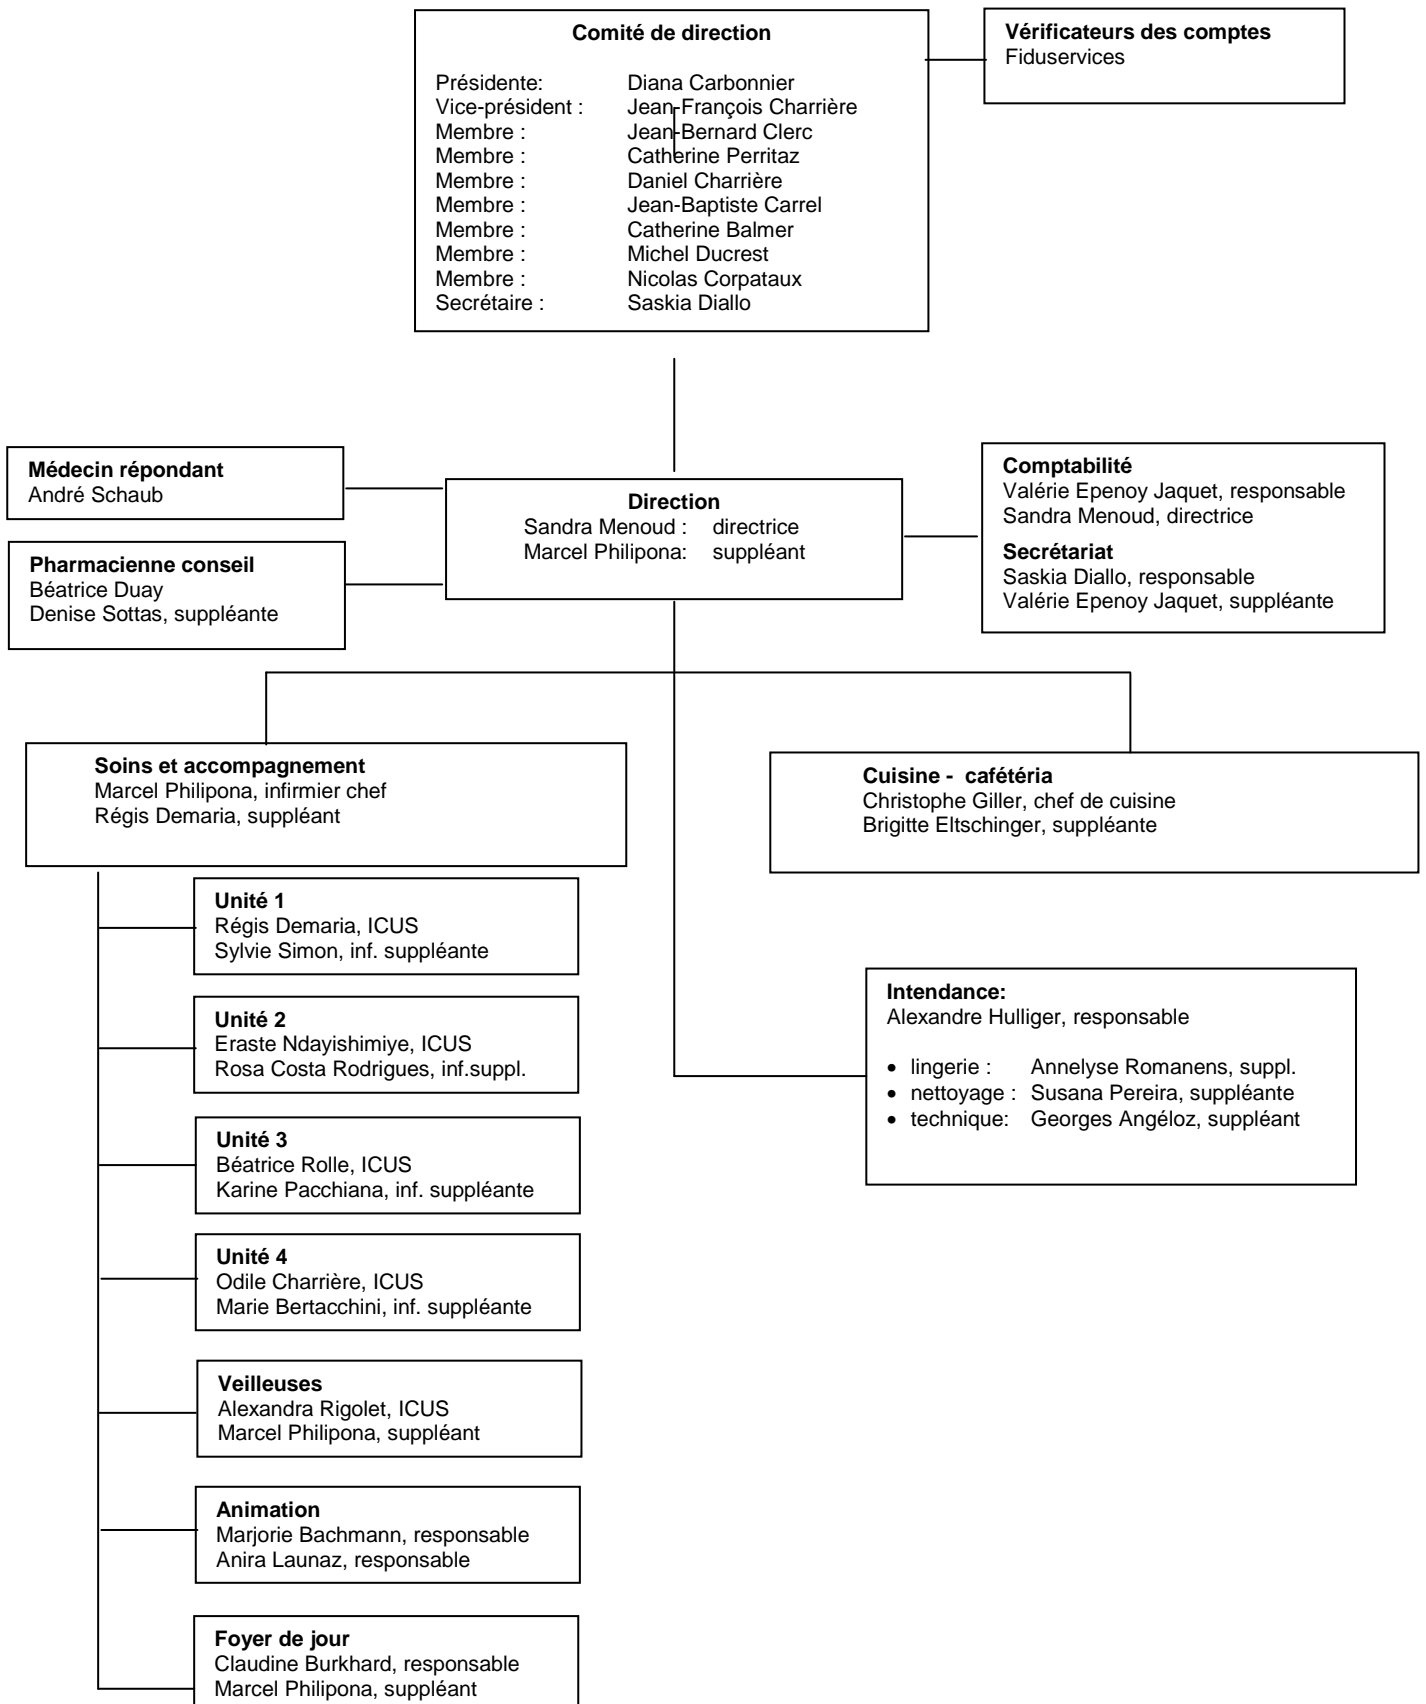 Comité de direction
Présidente: Diana Carbonnier
Vice-président : Jean-François Charrière
Membre : Jean-Bernard Clerc
Membre : Catherine Perritaz
Membre : Daniel Charrière
Membre : Jean-Baptiste Carrel
Membre : Catherine Balmer
Membre : Michel Ducrest
Membre : Nicolas Corpataux
Secrétaire : Saskia Diallo
Vérificateurs des comptes
Fiduservices
Médecin répondant
André Schaub
Pharmacienne conseil
Béatrice Duay
Denise Sottas, suppléante
Direction
Sandra Menoud : directrice
Marcel Philipona: suppléant
Comptabilité
Valérie Epenoy Jaquet, responsable
Sandra Menoud, directrice
Secrétariat
Saskia Diallo, responsable
Valérie Epenoy Jaquet, suppléante
Soins et accompagnement
Marcel Philipona, infirmier chef
Régis Demaria, suppléant
Cuisine - cafétéria
Christophe Giller, chef de cuisine
Brigitte Eltschinger, suppléante
Unité 1
Régis Demaria, ICUS
Sylvie Simon, inf. suppléante
Unité 2
Eraste Ndayishimiye, ICUS
Rosa Costa Rodrigues, inf.suppl.
Unité 3
Béatrice Rolle, ICUS
Karine Pacchiana, inf. suppléante
Unité 4
Odile Charrière, ICUS
Marie Bertacchini, inf. suppléante
Veilleuses
Alexandra Rigolet, ICUS
Marcel Philipona, suppléant
Animation
Marjorie Bachmann, responsable
Anira Launaz, responsable
Foyer de jour
Claudine Burkhard, responsable
Marcel Philipona, suppléant
Intendance:
Alexandre Hulliger, responsable
• lingerie : Annelyse Romanens, suppl.
• nettoyage : Susana Pereira, suppléante
• technique: Georges Angéloz, suppléant